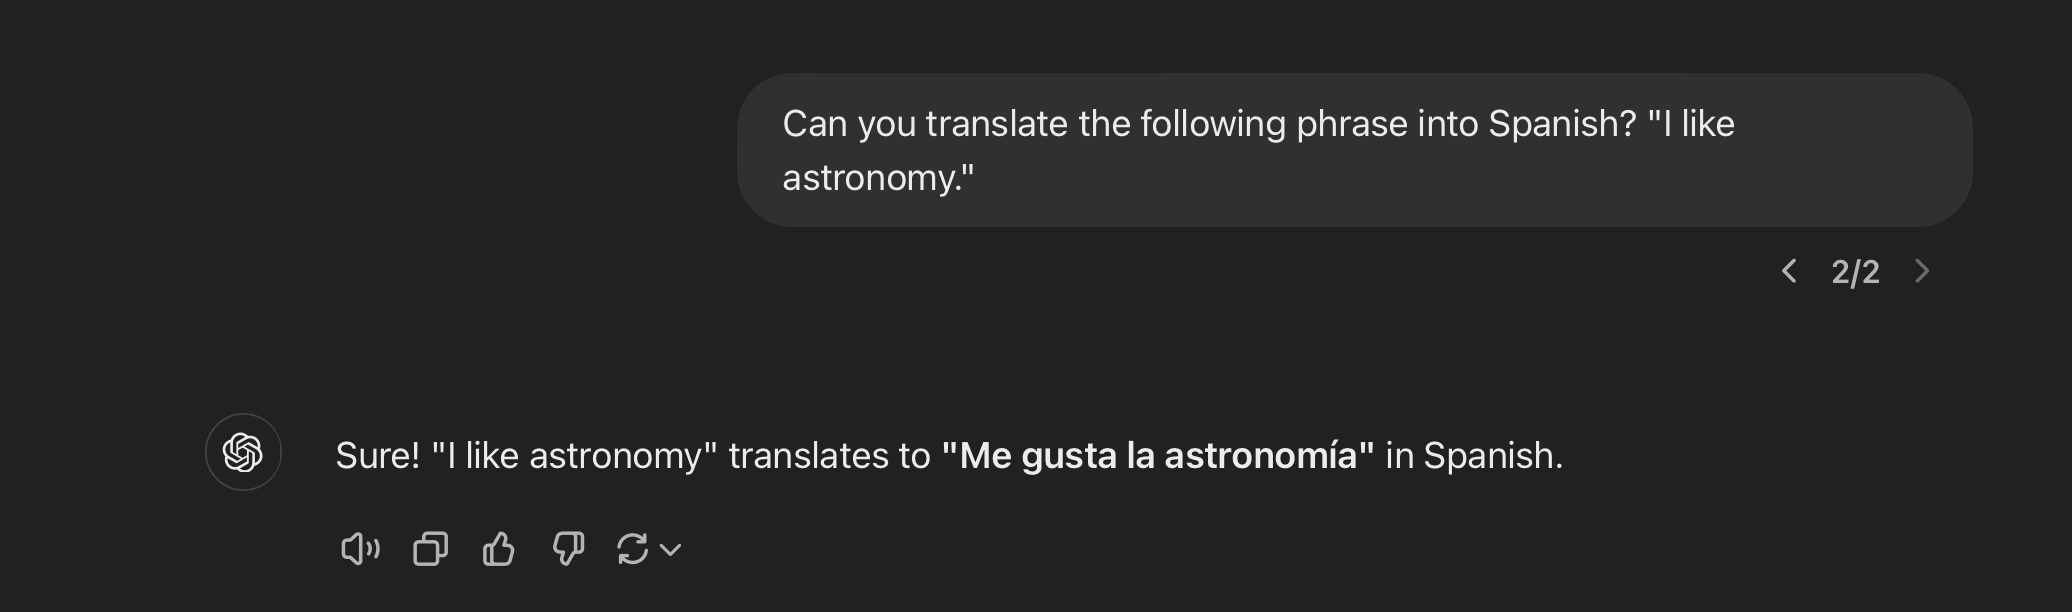 Can you translate the following phrase into Spanish? "I like
astronomy."
2/2
Sure! "I like astronomy" translates to "Me gusta la astronomía" in Spanish.